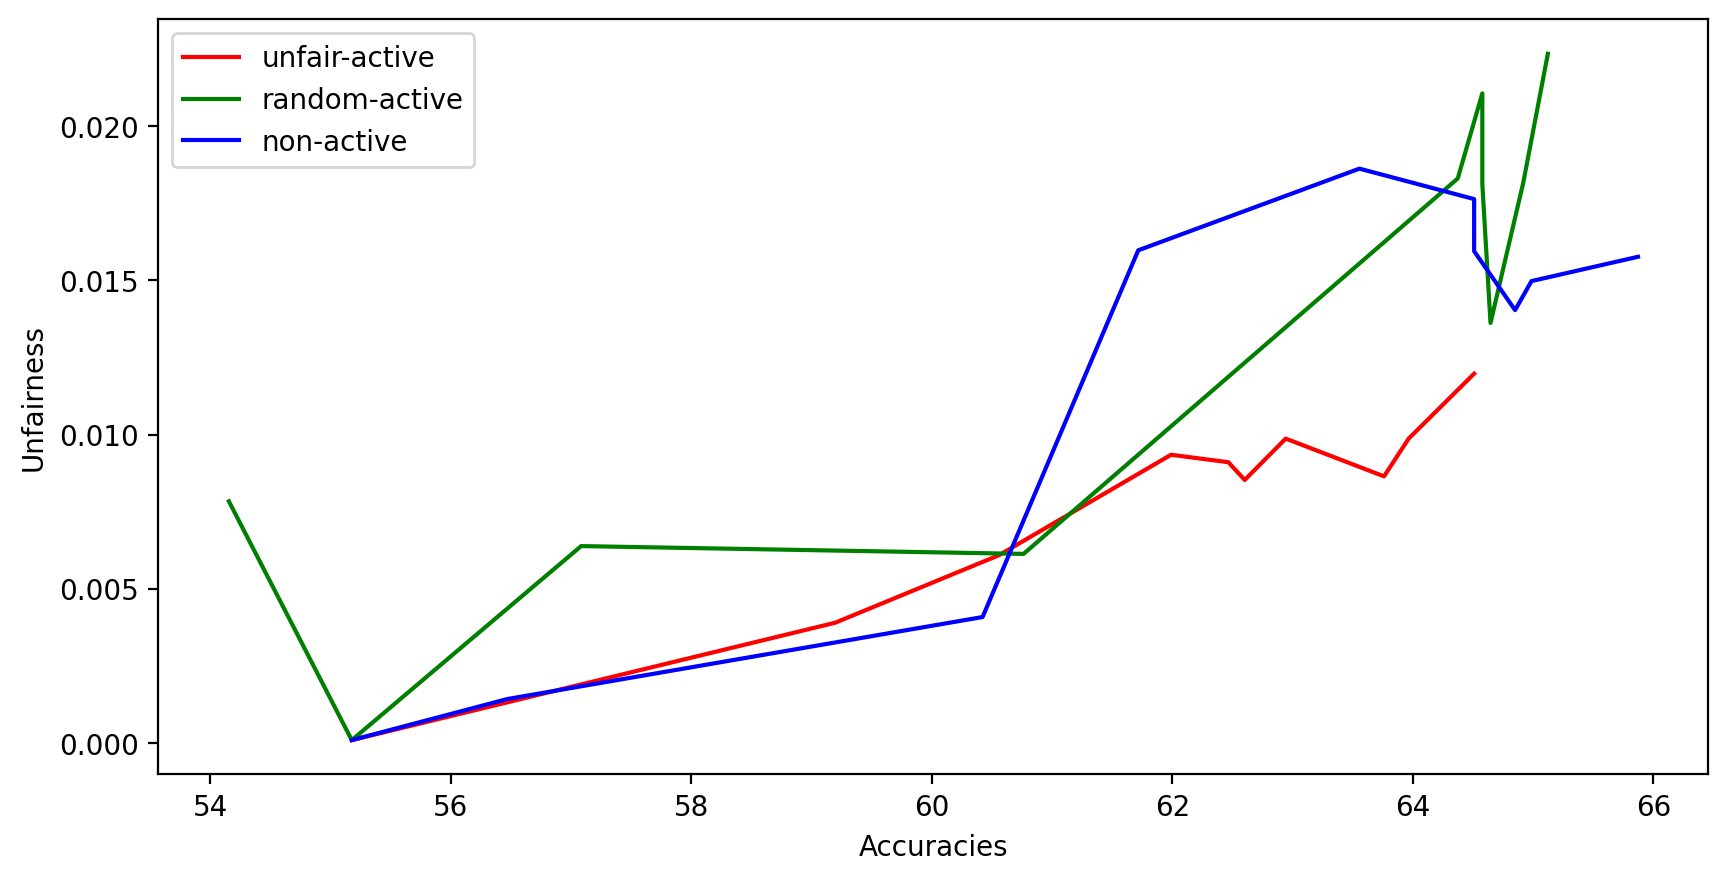 unfair-active
random-active
non-active
0.020
0.015
0.010
0.005
0.000
Unfairness
54 56 58 60 62 64 66
Accuracies